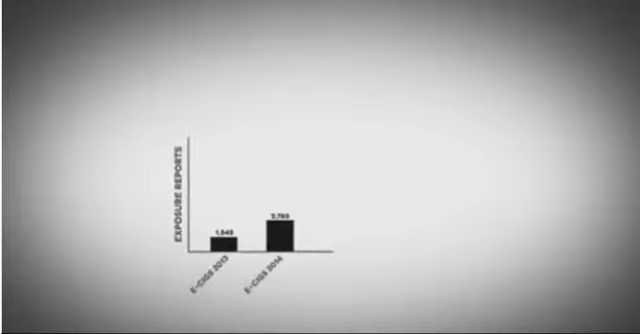 EXPOSURE REPORTS
1,543
3,783
E-CIGS 2013
E-CIGS 2014